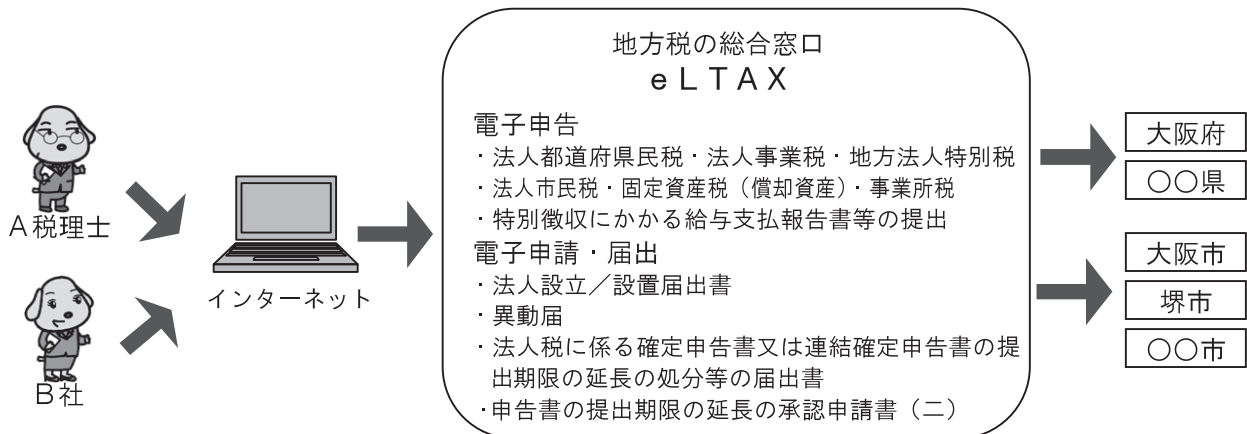 地方税の総合窓口
eLTAX
電子申告
・法人都道府県民税・法人事業税・地方法人特別税
・法人市民税・固定資産税（償却資産）・事業所税
・特別徴収にかかる給与支払報告書等の提出
電子申請・届出
・法人設立／設置届出書
・異動届
・法人税に係る確定申告書又は連結確定申告書の提
出期限の延長の処分等の届出書
・申告書の提出期限の延長の承認申請書（二）
A税理士
B社
インターネット
大阪府
○○県
大阪市
堺市
○○市